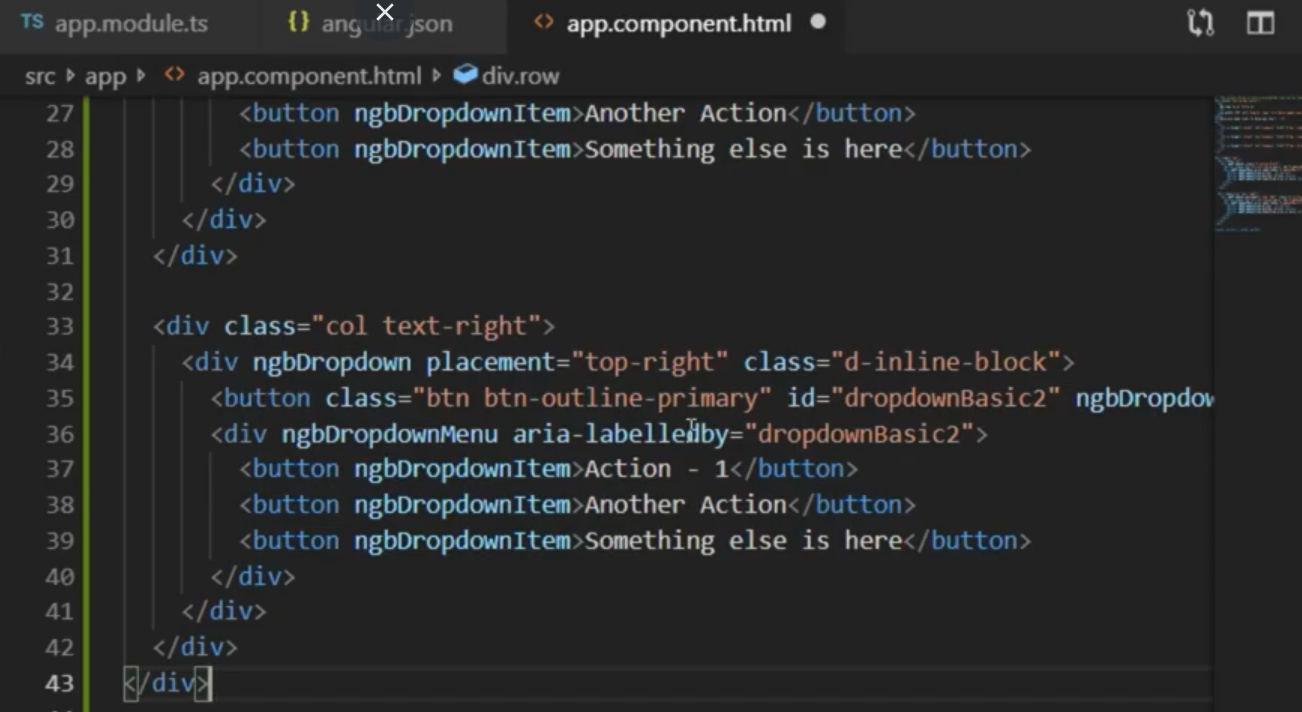 TS app.module.ts {} angular.json <> app.component.html
src app <> app.component.html div.row
27 <button ngbDropdownItem>Another Action</button>
28 <button ngbDropdownItem>Something else is here</button>
29 </div>
30 </div>
31 </div>
32
33 <div class="col text-right">
34 <div ngbDropdown placement="top-right" class="d-inline-block">
35 <button class="btn btn-outline-primary" id="dropdownBasic2" ngbDropdow
36 <div ngbDropdownMenu aria-labelledby="dropdownBasic2">
37 <button ngbDropdownItem>Action - 1</button>
38 <button ngbDropdownItem>Another Action</button>
39 <button ngbDropdownItem>Something else is here</button>
40 </div>
41 </div>
42 </div>
43 </div>